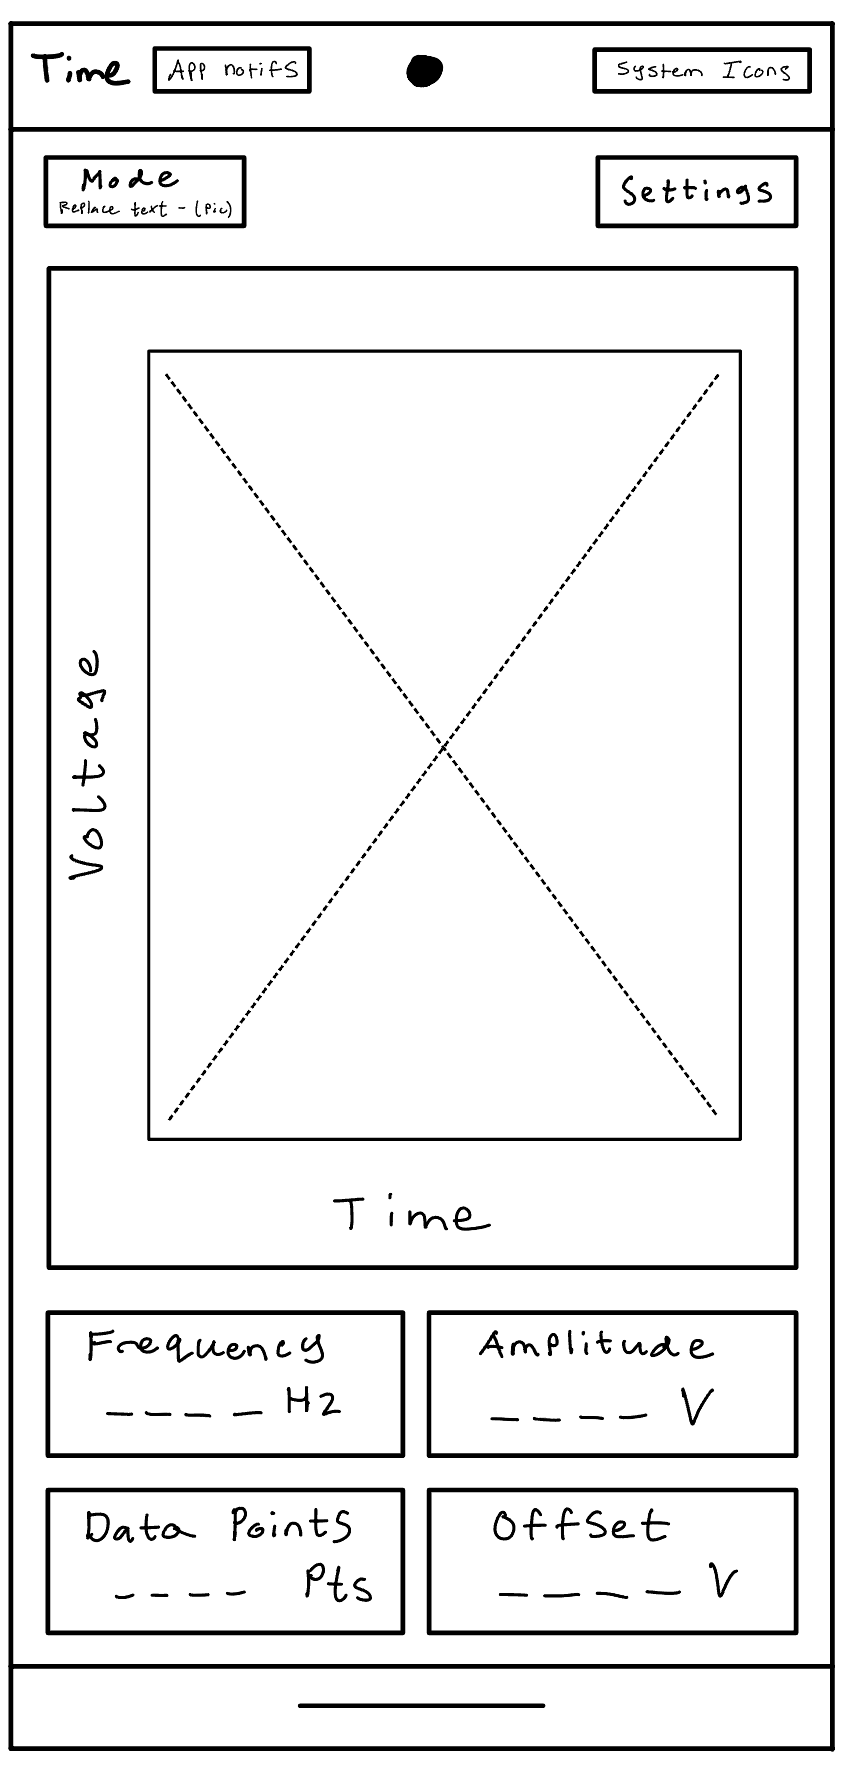 Time
App notifs
System Icons
Mode
Replace text - (Pic)
Settings
Voltage
Time
Frequency
_ _ _ _ Hz
Amplitude
_ _ _ _ V
Data Points
_ _ _ _ Pts
Offset
_ _ _ _ V